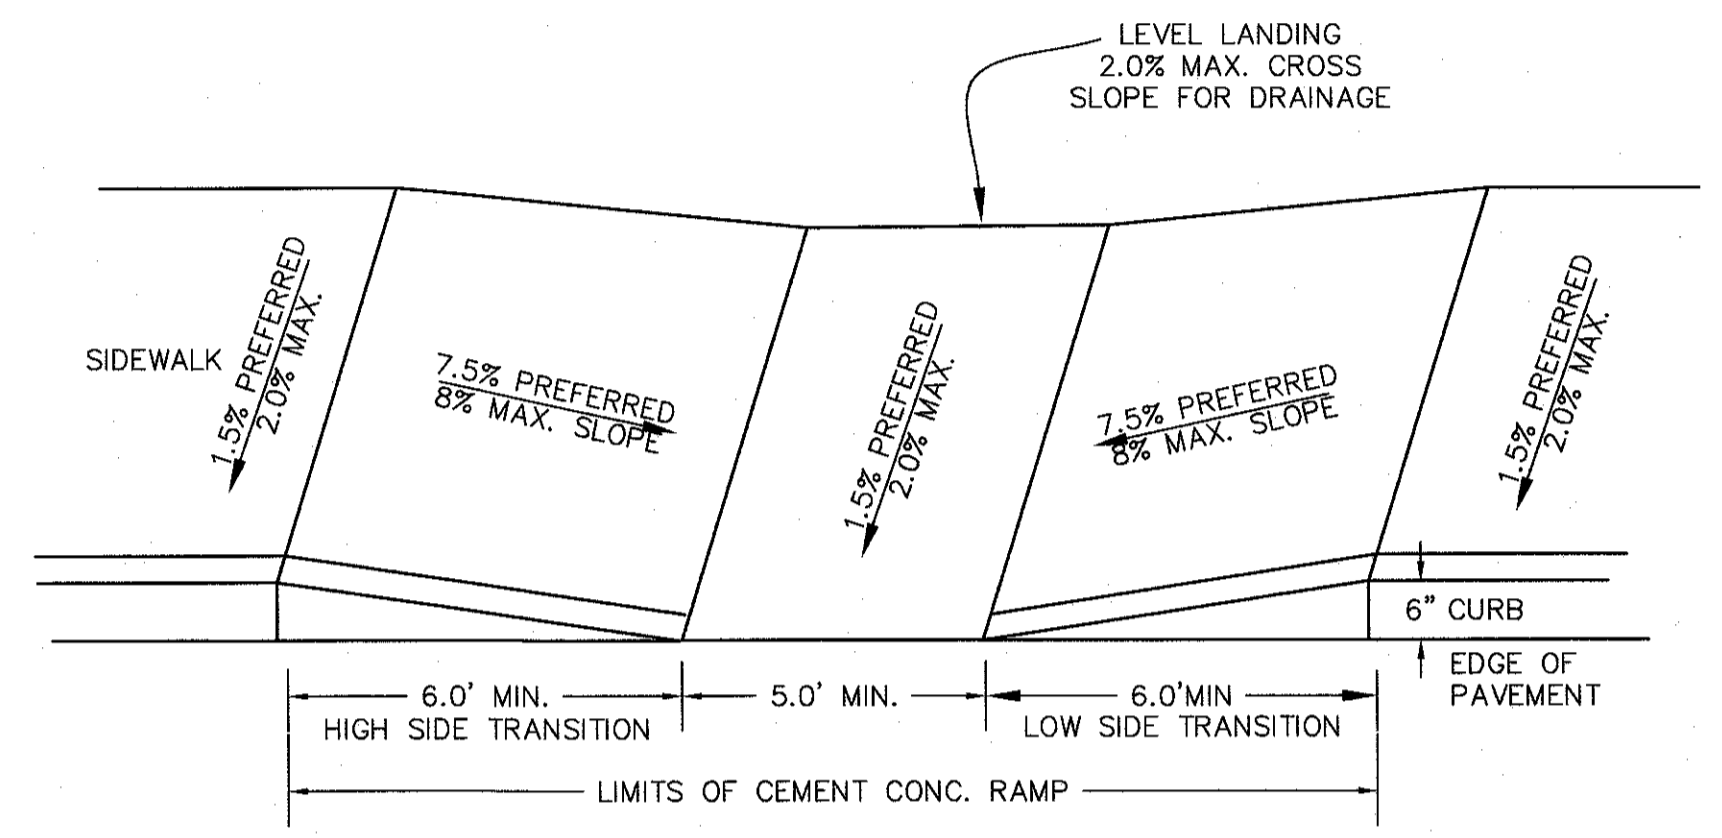 LEVEL LANDING
2.0% MAX. CROSS
SLOPE FOR DRAINAGE
SIDEWALK
1.5% PREFERRED
2.0% MAX.
7.5% PREFERRED
8% MAX. SLOPE
1.5% PREFERRED
2.0% MAX.
7.5% PREFERRED
8% MAX. SLOPE
1.5% PREFERRED
2.0% MAX.
6" CURB
EDGE OF
PAVEMENT
6.0' MIN.
HIGH SIDE TRANSITION
5.0' MIN.
6.0'MIN
LOW SIDE TRANSITION
LIMITS OF CEMENT CONC. RAMP